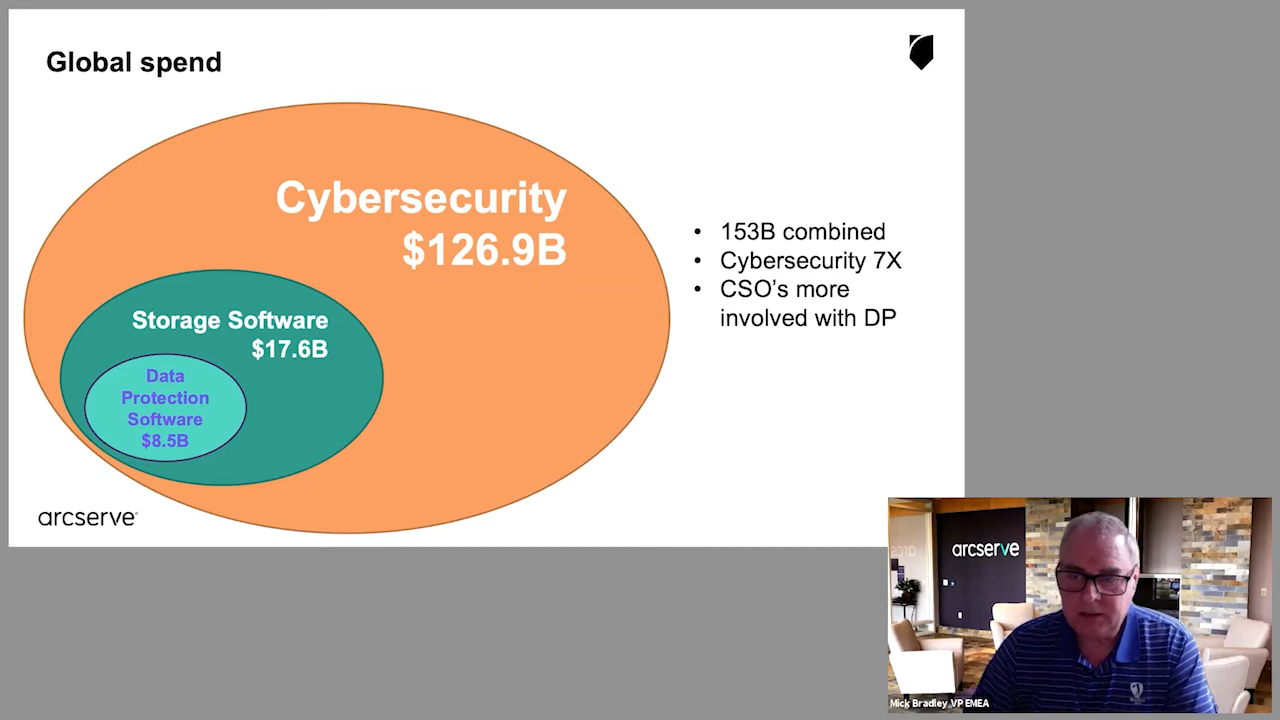 Global spend
Cybersecurity
$126.9B
Storage Software
$17.6B
Data
Protection
Software
$8.5B
• 153B combined
• Cybersecurity 7X
• CSO's more
involved with DP
arcserve
arcserve
Mick Bradley VP EMEA